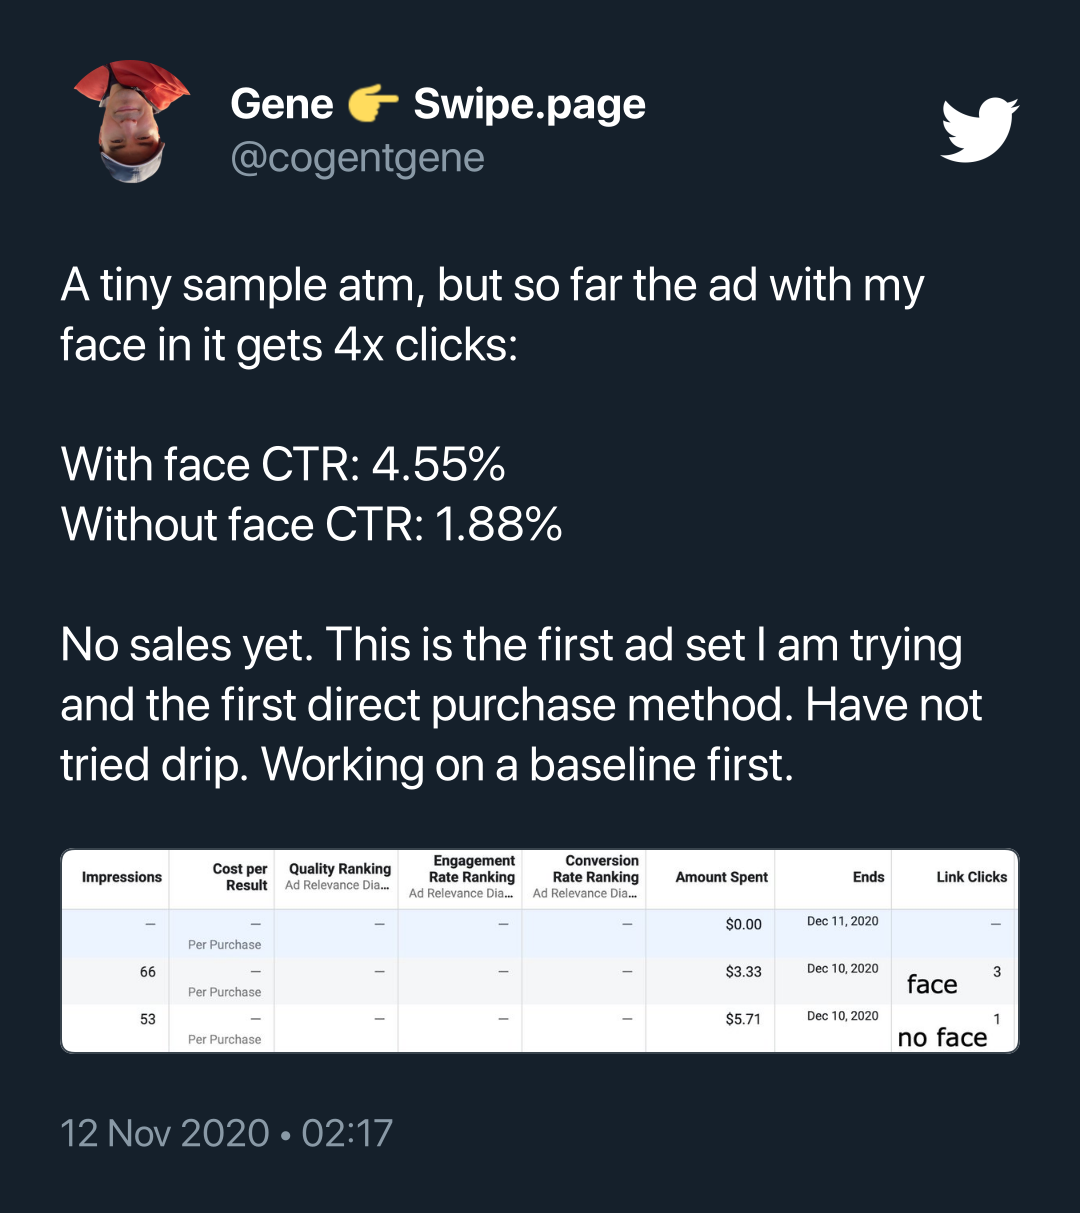 Gene 👉 Swipe.page
@cogentgene
A tiny sample atm, but so far the ad with my
face in it gets 4x clicks:
With face CTR: 4.55%
Without face CTR: 1.88%
No sales yet. This is the first ad set I am trying
and the first direct purchase method. Have not
tried drip. Working on a baseline first.
Impressions Cost per Result Quality Ranking Ad Relevance Dia... Engagement Rate Ranking Ad Relevance Dia... Conversion Rate Ranking Ad Relevance Dia... Amount Spent Ends Link Clicks
— — Per Purchase — — — $0.00 Dec 11, 2020 —
66 — Per Purchase — — — $3.33 Dec 10, 2020 face 3
53 — Per Purchase — — — $5.71 Dec 10, 2020 no face 1
12 Nov 2020 • 02:17